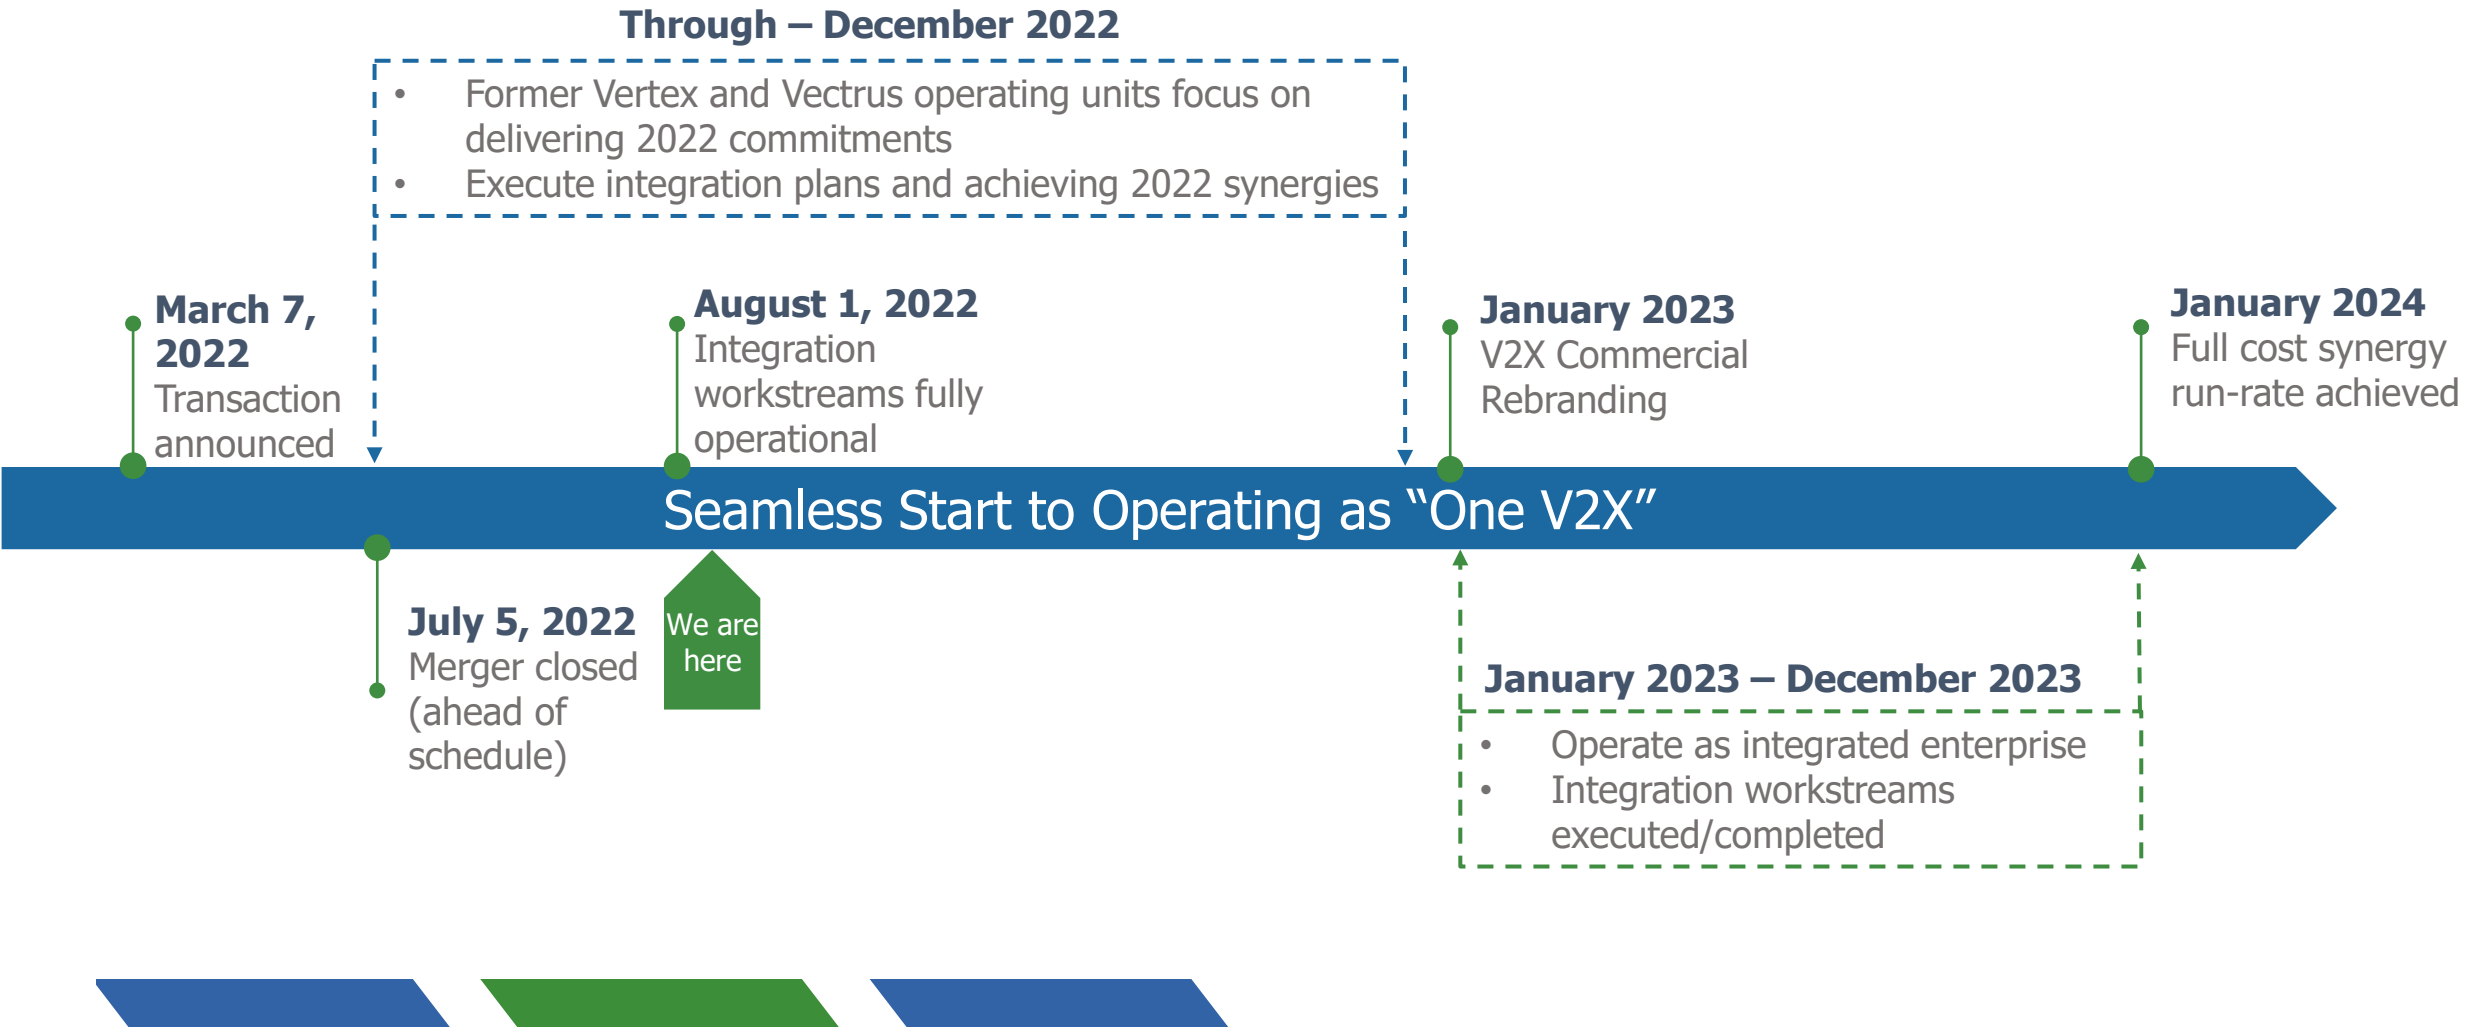 Through – December 2022
• Former Vertex and Vectrus operating units focus on
delivering 2022 commitments
• Execute integration plans and achieving 2022 synergies
March 7,
2022
Transaction
announced
August 1, 2022
Integration
workstreams fully
operational
January 2023
V2X Commercial
Rebranding
January 2024
Full cost synergy
run-rate achieved
Seamless Start to Operating as “One V2X”
July 5, 2022
Merger closed
(ahead of
schedule)
We are
here
January 2023 – December 2023
• Operate as integrated enterprise
• Integration workstreams
executed/completed